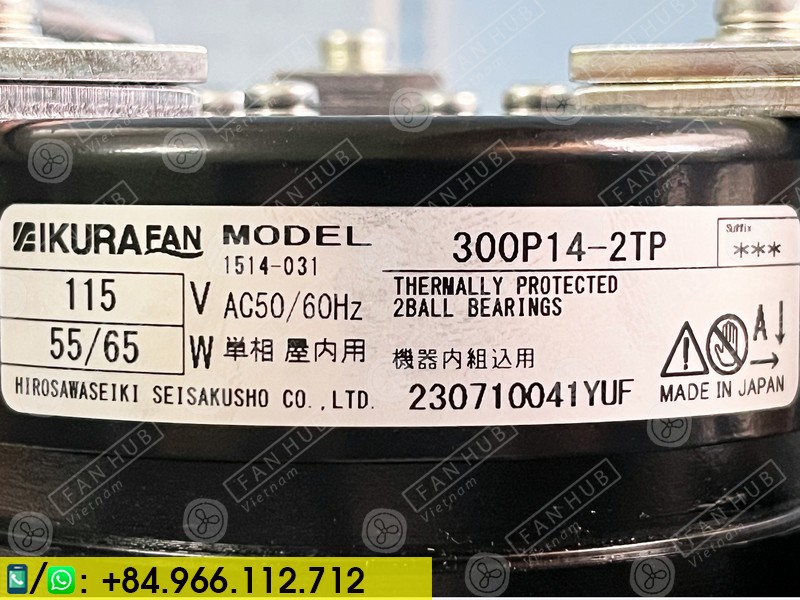 IKURAFAN MODEL 300P14-2TP Suffix ***
1514-031
115 V AC50/60Hz THERMALLY PROTECTED
2BALL BEARINGS
55/65 W 単相 屋内用 機器内組込用
A
HIROSAWASEIKI SEISAKUSHO CO.,LTD. 230710041YUF MADE IN JAPAN
FAN HUB
Vietnam
: +84.966.112.712